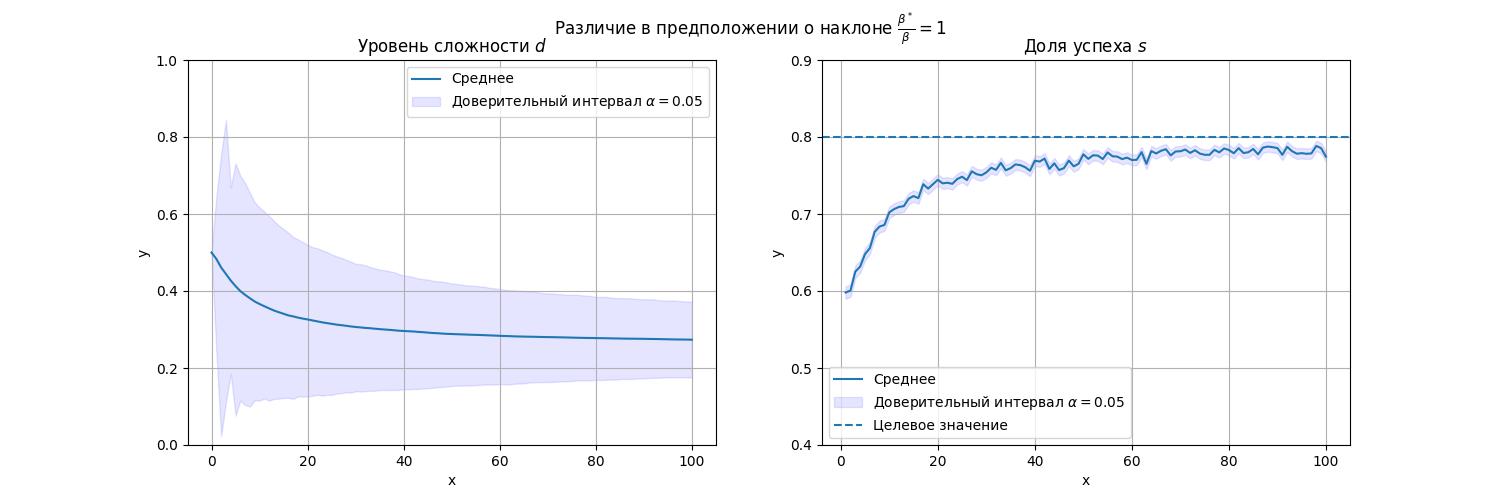 Различие в предположении о наклоне β*/β = 1
Уровень сложности d
1.0
0.8
0.6
0.4
0.2
0.0
y
0 20 40 60 80 100
x
Среднее
Доверительный интервал α = 0.05
Доля успеха s
0.9
0.8
0.7
0.6
0.5
0.4
y
0 20 40 60 80 100
x
Среднее
Доверительный интервал α = 0.05
Целевое значение